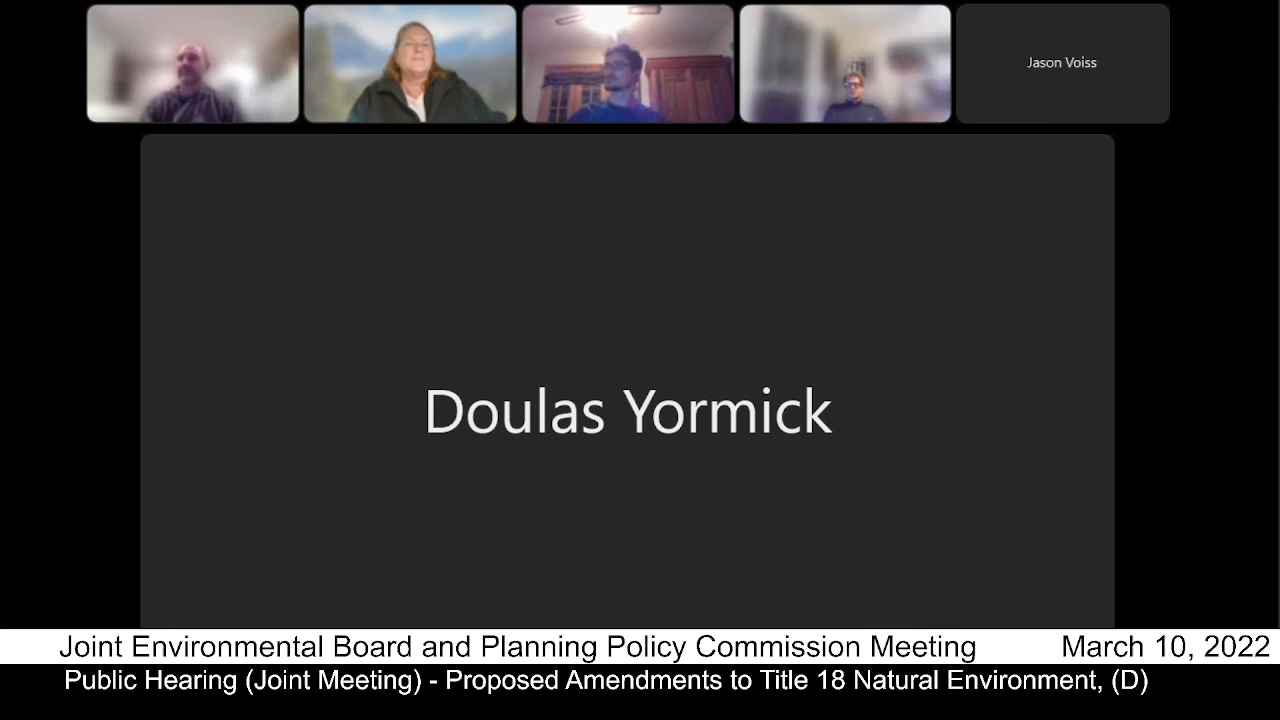 Jason Voiss
Doulas Yormick
Joint Environmental Board and Planning Policy Commission Meeting March 10, 2022
Public Hearing (Joint Meeting) - Proposed Amendments to Title 18 Natural Environment, (D)